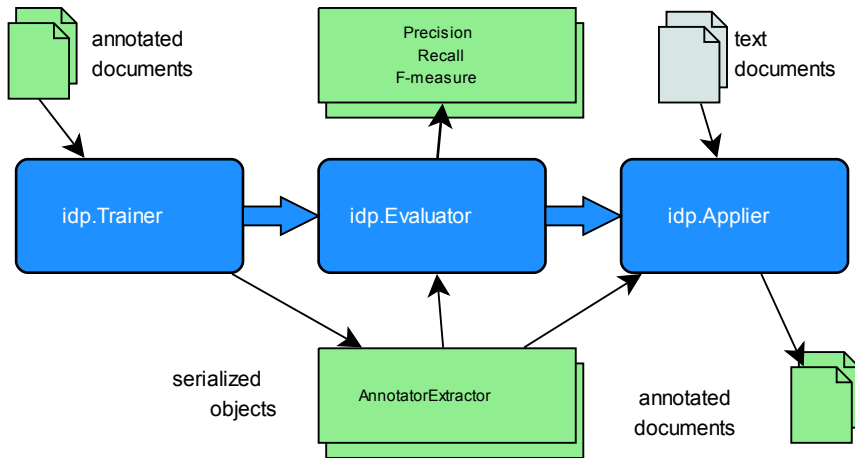 annotated
documents
Precision
Recall
F-measure
text
documents
idp.Trainer
idp.Evaluator
idp.Applier
serialized
objects
AnnotatorExtractor
annotated
documents